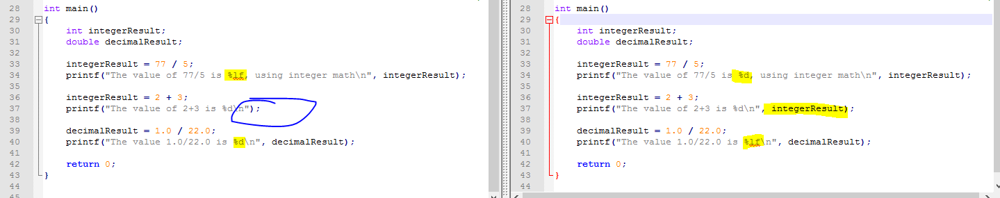 28 int main()
29 {
30 int integerResult;
31 double decimalResult;
32
33 integerResult = 77 / 5;
34 printf("The value of 77/5 is %lf, using integer math\n", integerResult);
35
36 integerResult = 2 + 3;
37 printf("The value of 2+3 is %d\n");
38
39 decimalResult = 1.0 / 22.0;
40 printf("The value 1.0/22.0 is %d\n", decimalResult);
41
42 return 0;
43 }
44
45
28 int main()
29 {
30 int integerResult;
31 double decimalResult;
32
33 integerResult = 77 / 5;
34 printf("The value of 77/5 is %d, using integer math\n", integerResult);
35
36 integerResult = 2 + 3;
37 printf("The value of 2+3 is %d\n", integerResult);
38
39 decimalResult = 1.0 / 22.0;
40 printf("The value 1.0/22.0 is %lf\n", decimalResult);
41
42 return 0;
43 }
44